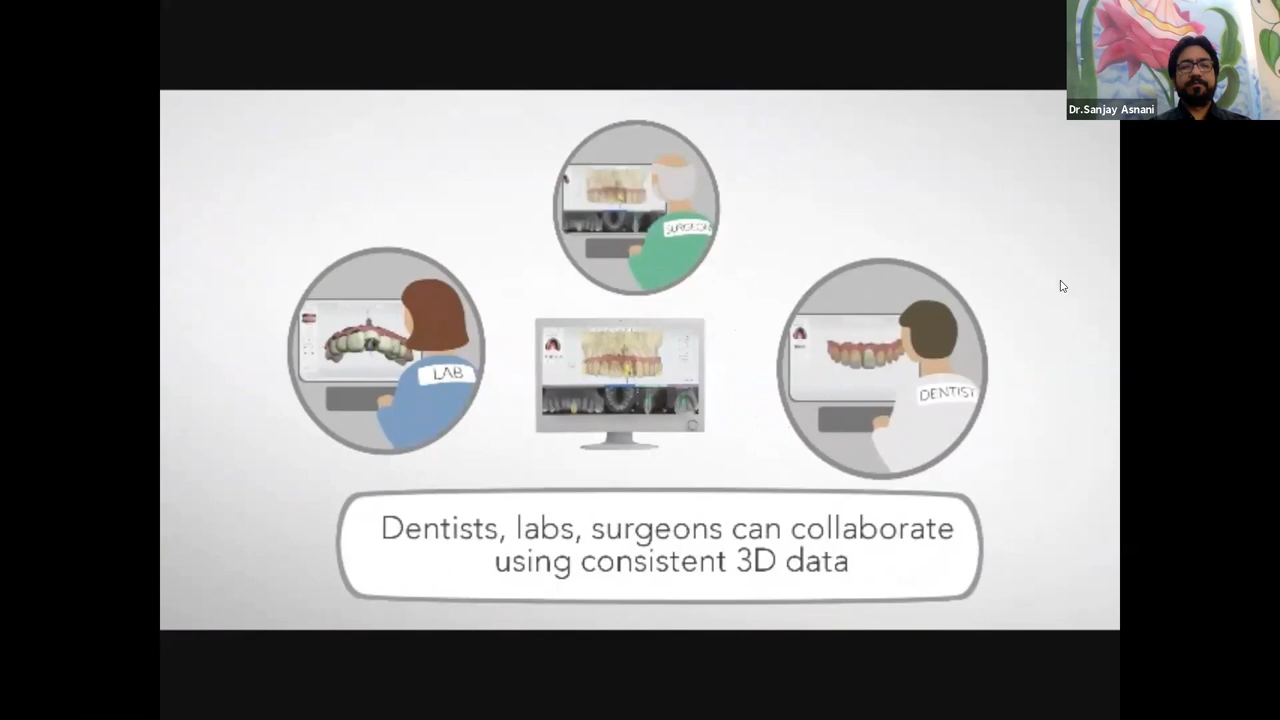 Dr.Sanjay Asnani
SURGEON
LAB
DENTIST
Dentists, labs, surgeons can collaborate
using consistent 3D data